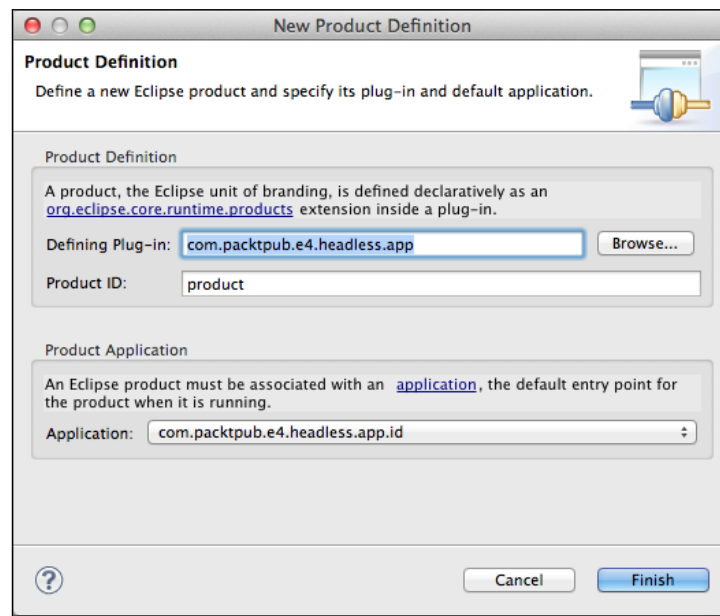 New Product Definition
Product Definition
Define a new Eclipse product and specify its plug-in and default application.
Product Definition
A product, the Eclipse unit of branding, is defined declaratively as an
org.eclipse.core.runtime.products extension inside a plug-in.
Defining Plug-in: com.packtpub.e4.headless.app Browse...
Product ID: product
Product Application
An Eclipse product must be associated with an application, the default entry point for
the product when it is running.
Application: com.packtpub.e4.headless.app.id
? Cancel Finish